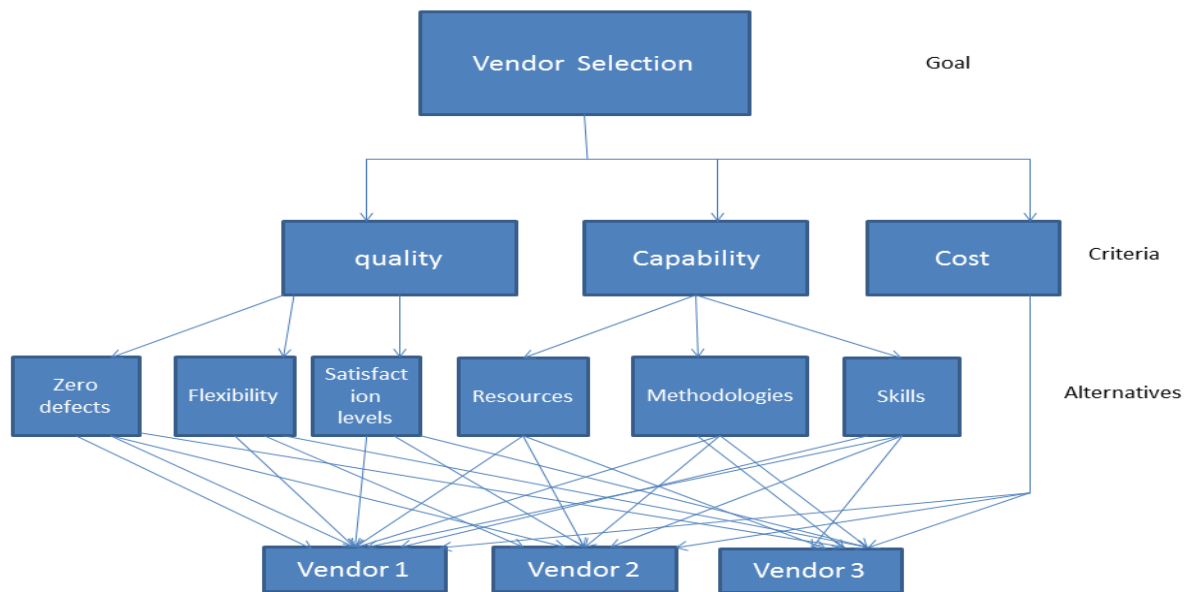 Vendor Selection
Goal
quality
Capability
Cost
Criteria
Zero
defects
Flexibility
Satisfact
ion
levels
Resources
Methodologies
Skills
Alternatives
Vendor 1
Vendor 2
Vendor 3